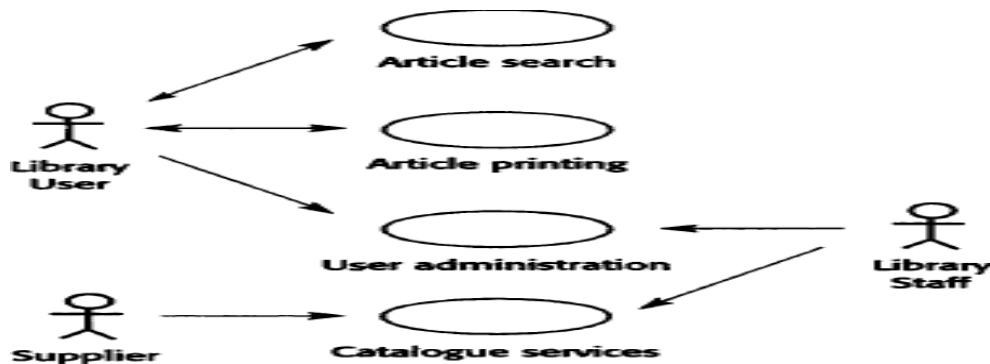 Article search
Library
User
Article printing
User administration
Library
Staff
Supplier
Catalogue services